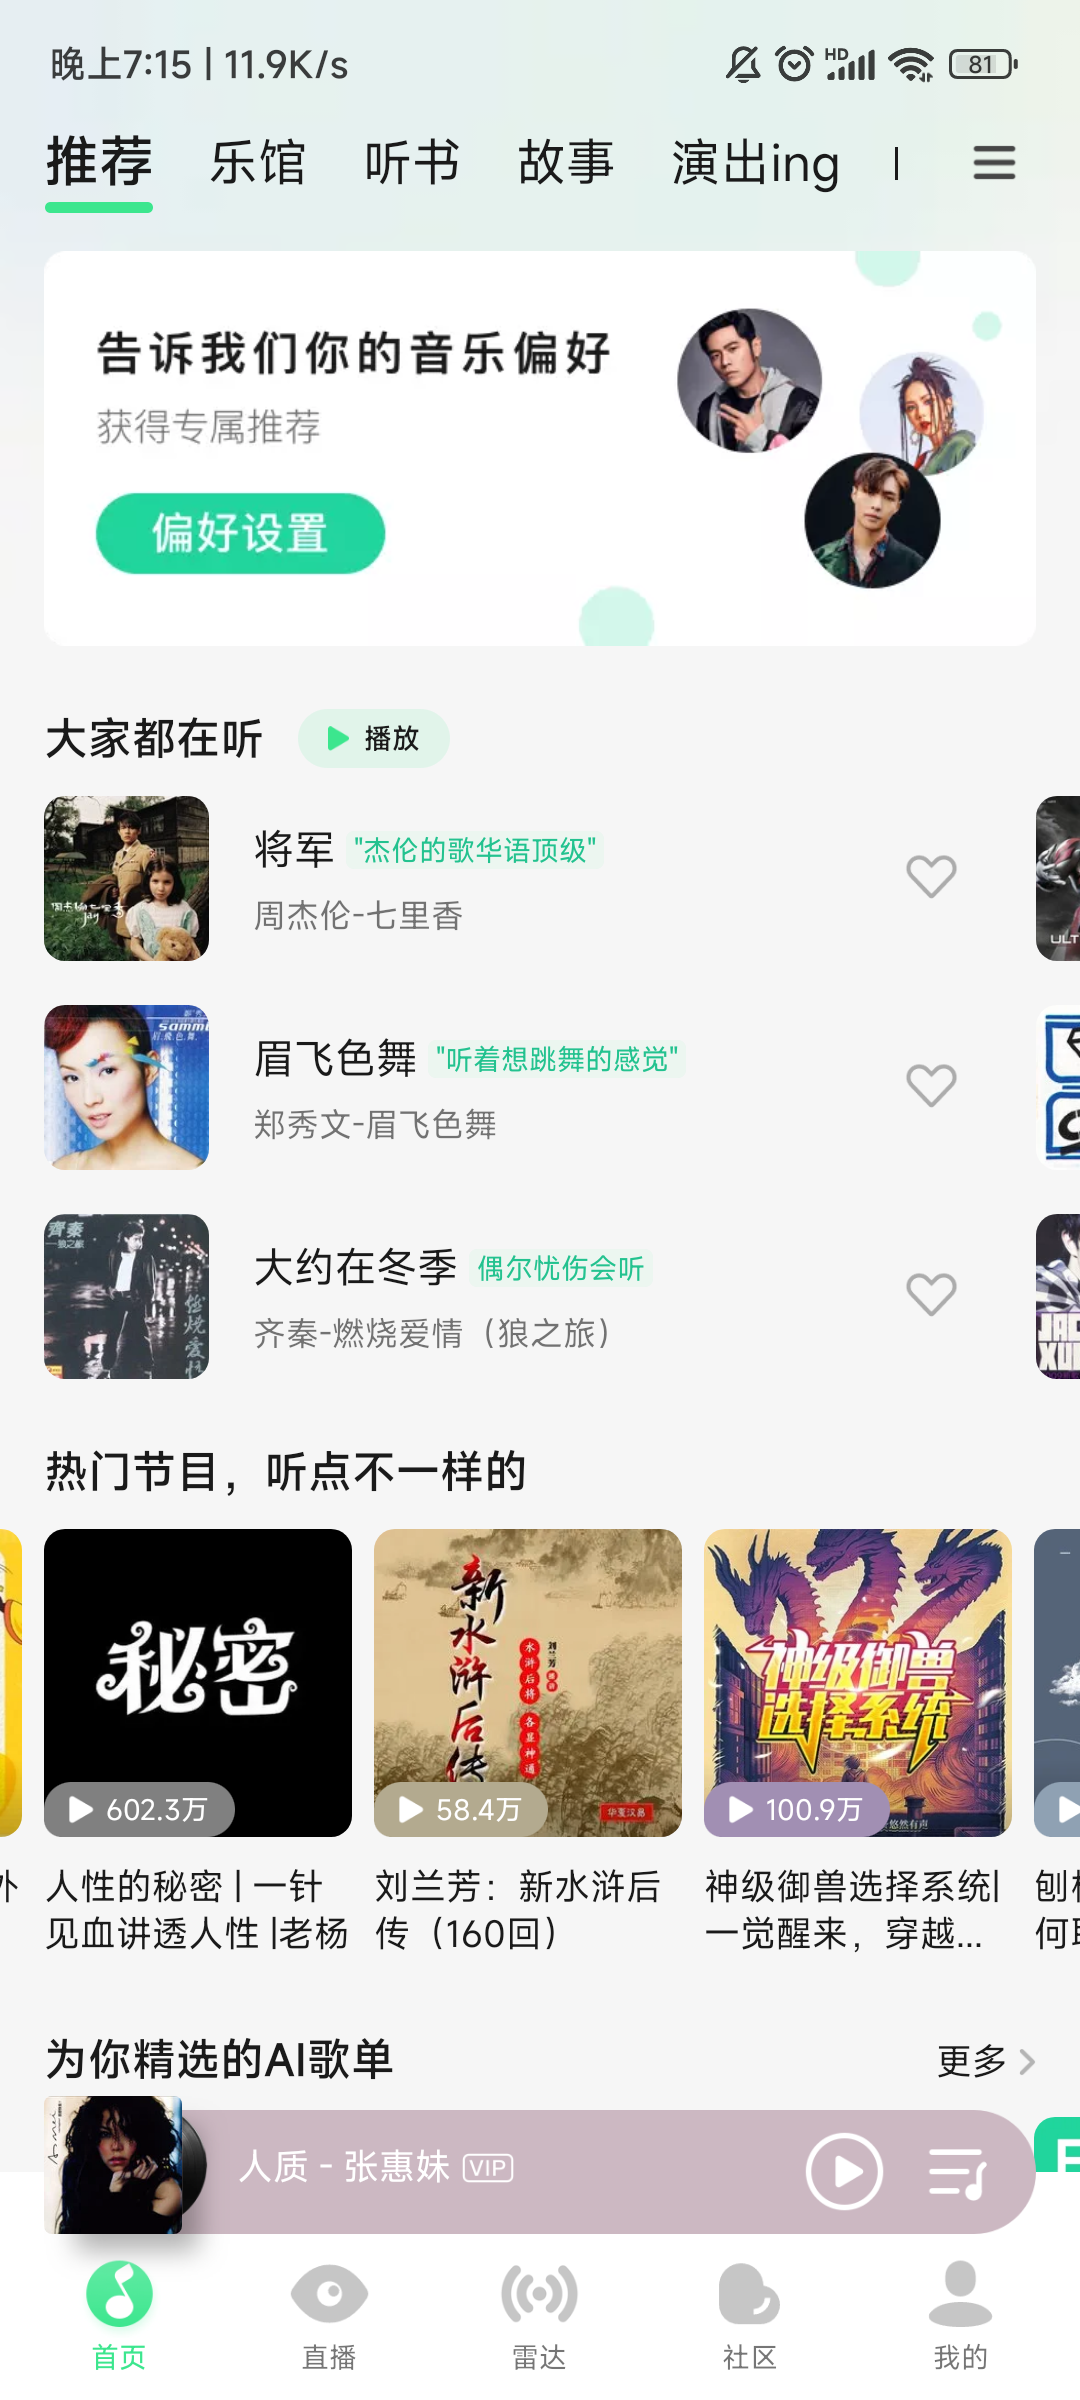 晚上7:15 | 11.9K/s
HD
81
推荐 乐馆 听书 故事 演出ing
告诉我们你的音乐偏好
获得专属推荐
偏好设置
大家都在听
播放
将军 "杰伦的歌华语顶级"
周杰伦-七里香
眉飞色舞 "听着想跳舞的感觉"
郑秀文-眉飞色舞
大约在冬季 偶尔忧伤会听
齐秦-燃烧爱情（狼之旅）
热门节目，听点不一样的
秘密
602.3万
新水浒后传
水浒后将 各显神通
58.4万
神级御兽
选择系统
100.9万
人性的秘密 | 一针
见血讲透人性 |老杨
刘兰芳：新水浒后
传（160回）
神级御兽选择系统|
一觉醒来，穿越...
为你精选的AI歌单
更多
人质 - 张惠妹 VIP
首页
直播
雷达
社区
我的